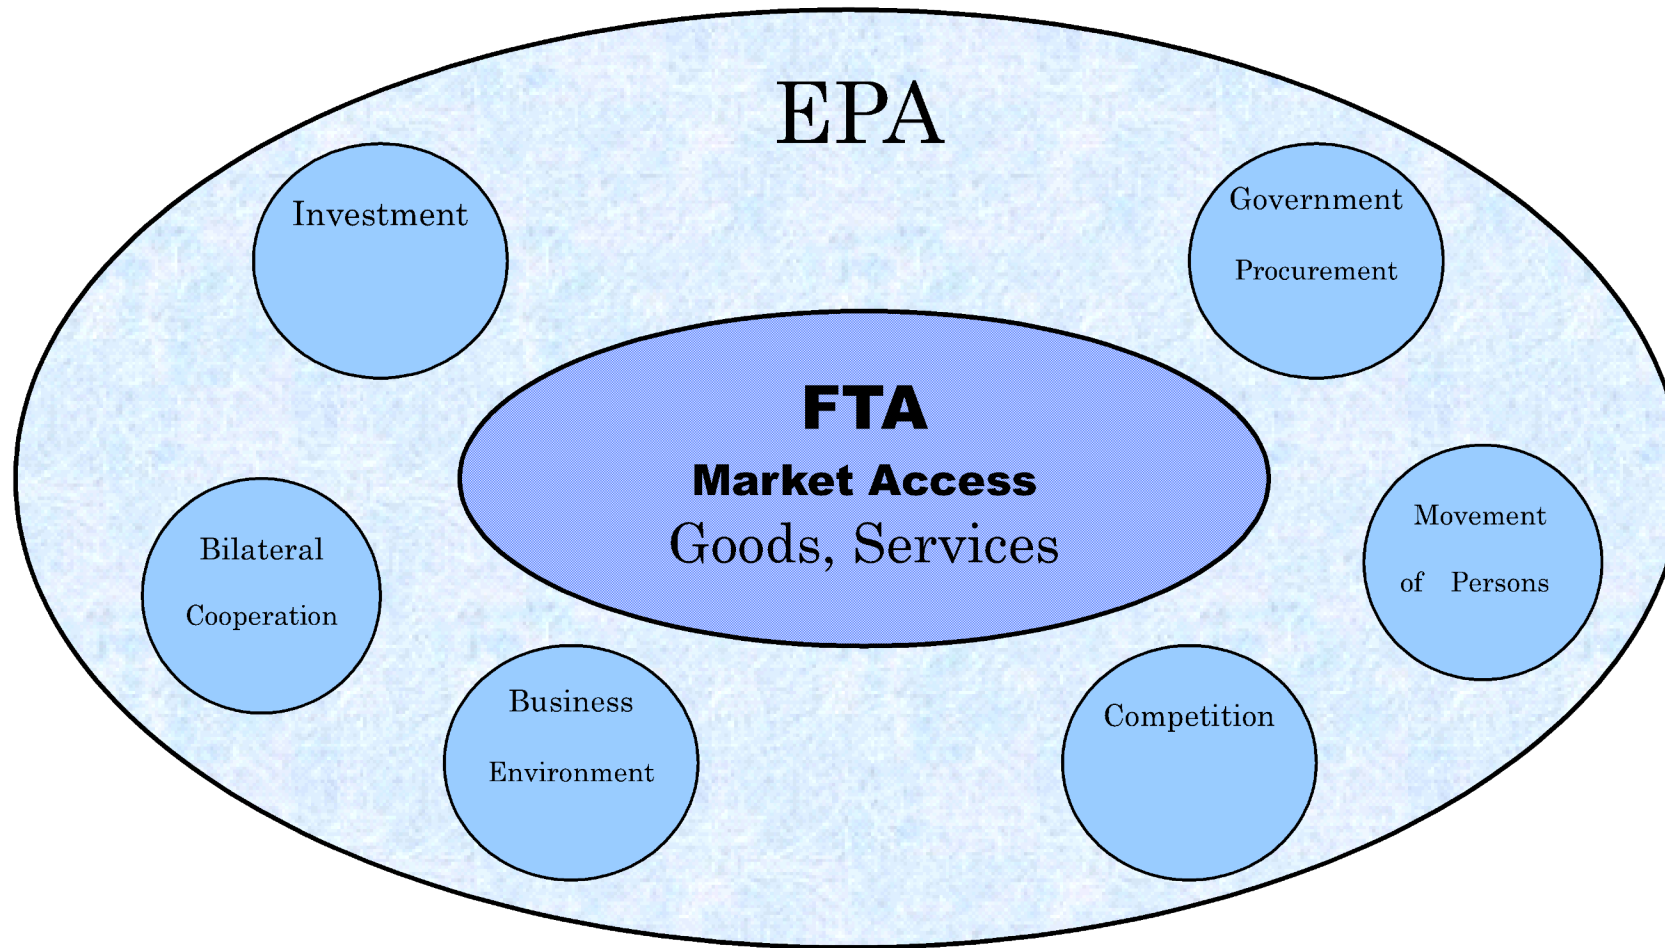 EPA
Investment
Government
Procurement
FTA
Market Access
Goods, Services
Bilateral
Cooperation
Movement
of Persons
Business
Environment
Competition